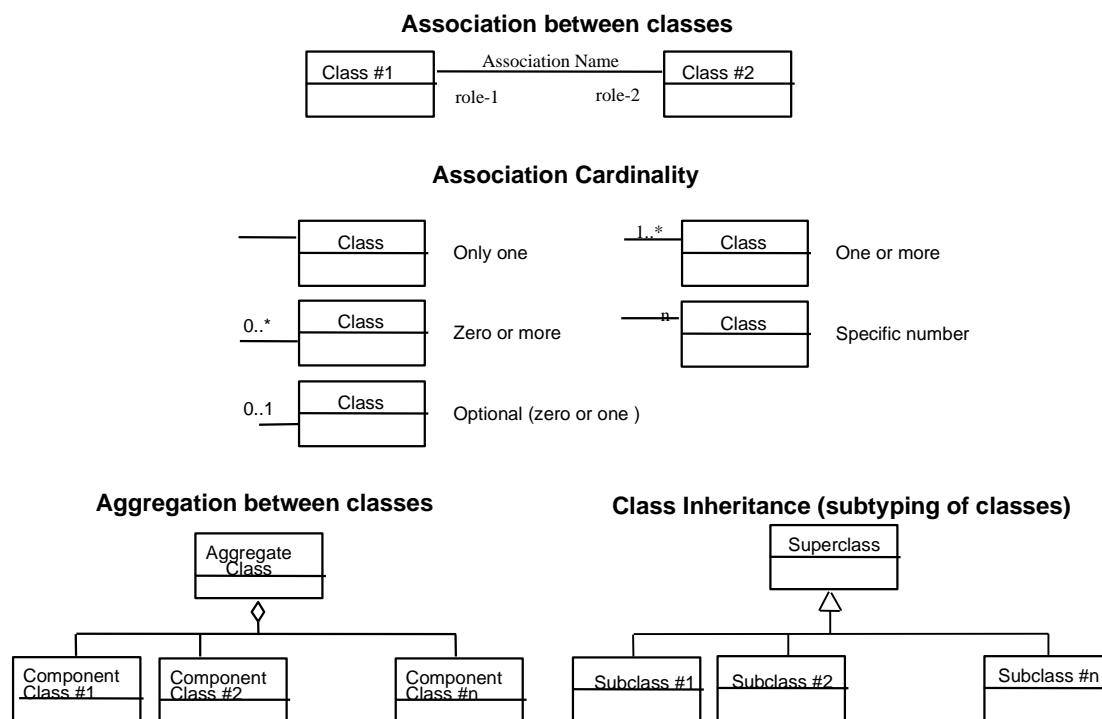 Association between classes
Class #1
Association Name
Class #2
role-1
role-2
Association Cardinality
Class
Only one
1..*
Class
One or more
0..*
Class
Zero or more
n
Class
Specific number
0..1
Class
Optional (zero or one )
Aggregation between classes
Class Inheritance (subtyping of classes)
Aggregate
Class
Superclass
Component
Class #1
Component
Class #2
Component
Class #n
Subclass #1
Subclass #2
Subclass #n